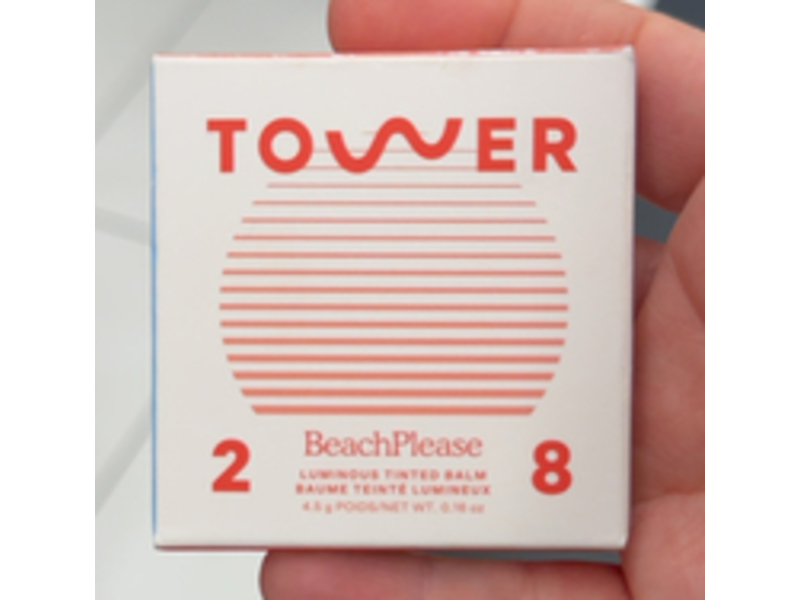 TOWER
BeachPlease
2 8
LUMINOUS TINTED BALM
BAUME TEINTÉ LUMINEUX
4.5 g POIDS/NET WT. 0.16 oz